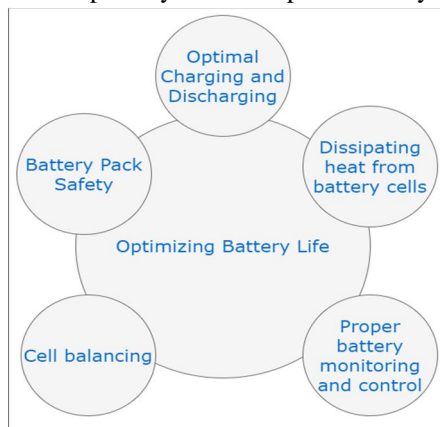 Optimal
Charging and
Discharging
Battery Pack
Safety
Dissipating
heat from
battery cells
Optimizing Battery Life
Cell balancing
Proper
battery
monitoring
and control